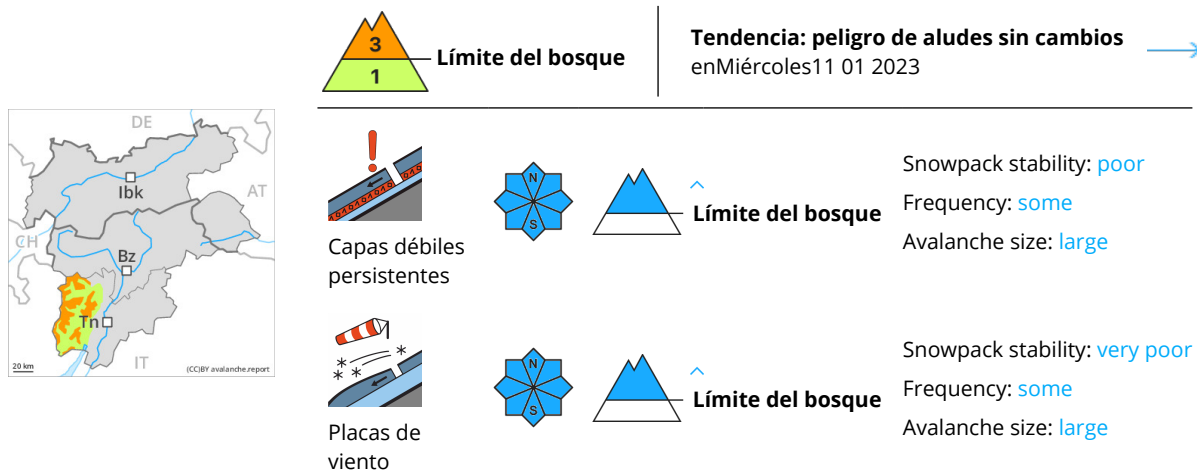 3
1
Límite del bosque
Tendencia: peligro de aludes sin cambios
enMiércoles11 01 2023
DE
Ibk
AT
CH
Bz
Tn
IT
20 km
(CC)BY avalanche.report
Capas débiles
persistentes
N
S
Límite del bosque
Snowpack stability: poor
Frequency: some
Avalanche size: large
Placas de
viento
N
S
Límite del bosque
Snowpack stability: very poor
Frequency: some
Avalanche size: large